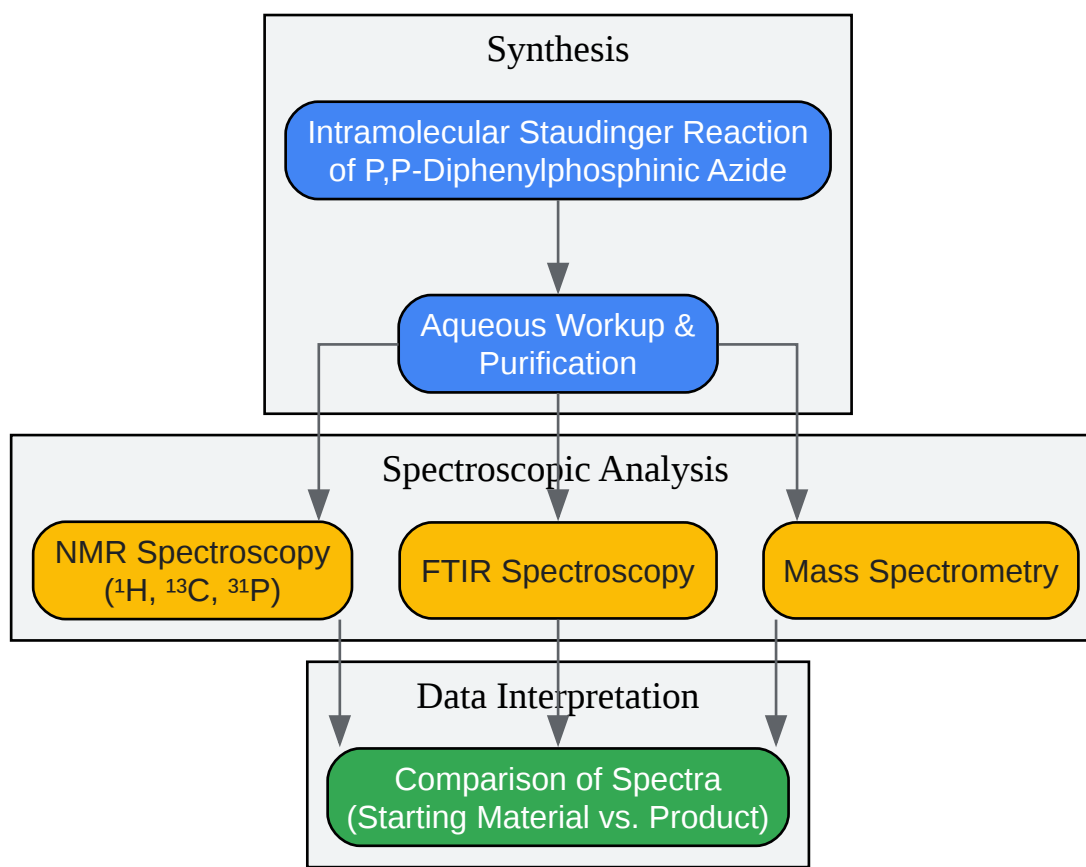 Synthesis
Intramolecular Staudinger Reaction
of P,P-Diphenylphosphinic Azide
Aqueous Workup &
Purification
Spectroscopic Analysis
NMR Spectroscopy
(¹H, ¹³C, ³¹P)
FTIR Spectroscopy
Mass Spectrometry
Data Interpretation
Comparison of Spectra
(Starting Material vs. Product)